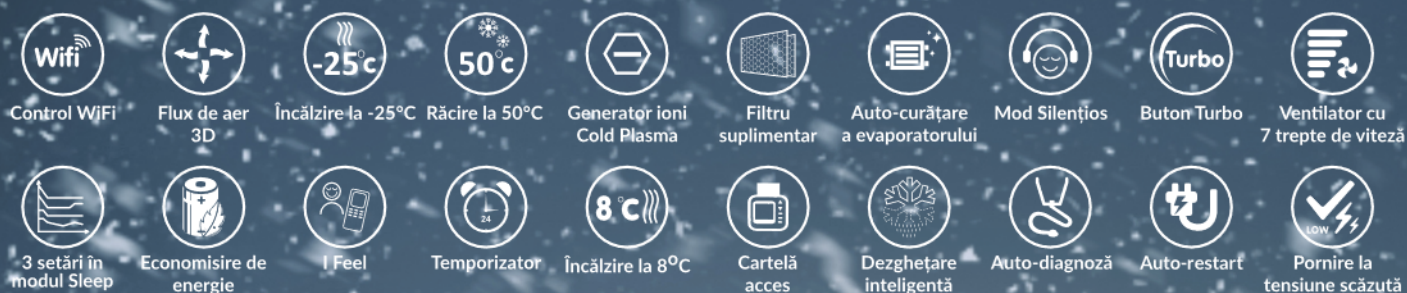 Wifi
-25°c
50°c
Turbo
Control WiFi
Flux de aer
3D
Încălzire la -25°C
Răcire la 50°C
Generator ioni
Cold Plasma
Filtru
suplimentar
Auto-curățare
a evaporatorului
Mod Silențios
Buton Turbo
Ventilator cu
7 trepte de viteză
24
8°C
LOW
3 setări în
modul Sleep
Economisire de
energie
I Feel
Temporizator
Încălzire la 8°C
Cartelă
acces
Dezghețare
inteligentă
Auto-diagnoză
Auto-restart
Pornire la
tensiune scăzută